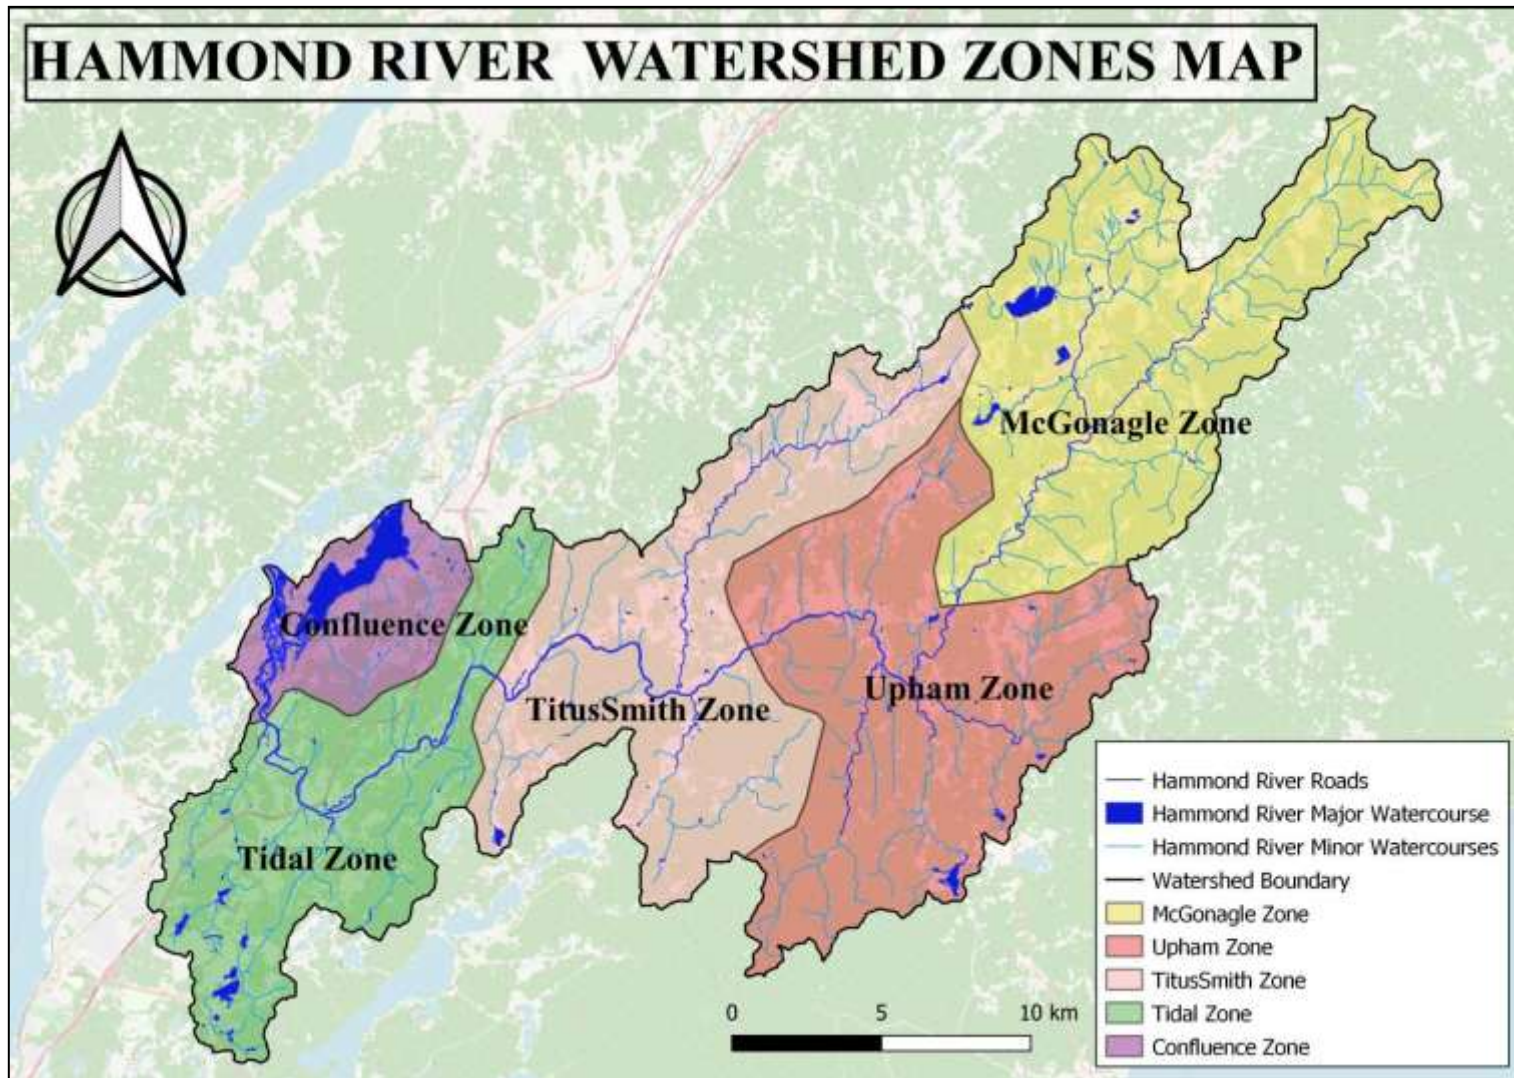 HAMMOND RIVER WATERSHED ZONES MAP
McGonagle Zone
Confluence Zone
Upham Zone
TitusSmith Zone
Tidal Zone
Hammond River Roads
Hammond River Major Watercourse
Hammond River Minor Watercourses
Watershed Boundary
McGonagle Zone
Upham Zone
TitusSmith Zone
Tidal Zone
Confluence Zone
0 5 10 km